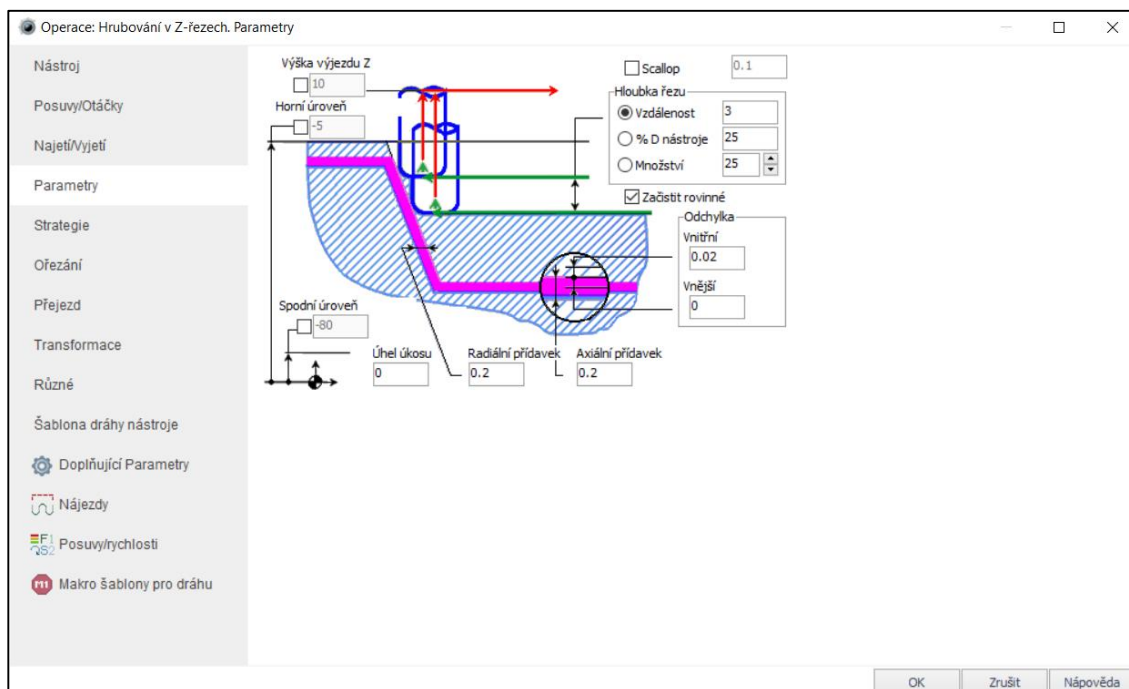 Operace: Hrubování v Z-řezech. Parametry
Nástroj
Posuvy/Otáčky
Najetí/Vyjetí
Parametry
Strategie
Ořezání
Přejezd
Transformace
Různé
Šablona dráhy nástroje
Doplňující Parametry
Nájezdy
Posuvy/rychlosti
Makro šablony pro dráhu
Výška výjezdu Z
10
Horní úroveň
-5
Scallop 0.1
Hloubka řezu
Vzdálenost 3
% D nástroje 25
Množství 25
Začistit rovinné
Odchylka
Vnitřní
0.02
Vnější
0
Spodní úroveň
-80
Úhel úkosu Radiální přídavek Axiální přídavek
0 0.2 0.2
OK Zrušit Nápověda